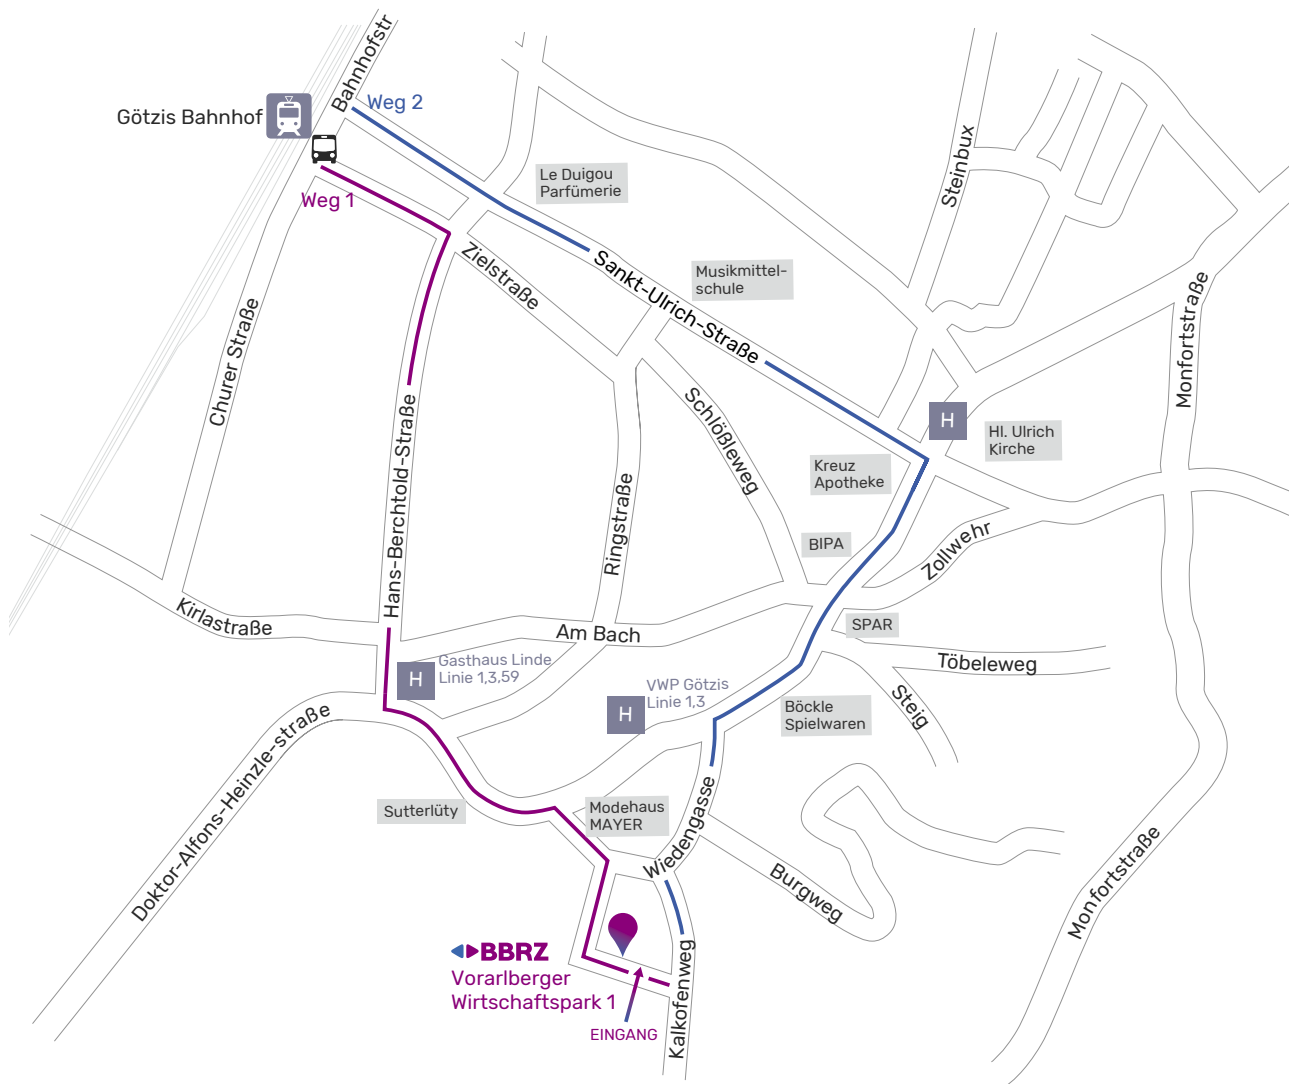 Bahnhofstr
Götzis Bahnhof
Weg 2
Weg 1
Le Duigou
Parfümerie
Steinbux
Zielstraße
Sankt-Ulrich-Straße
Musikmittel-
schule
Monfortstraße
Churer Straße
Hans-Berchtold-Straße
Schlößleweg
H
Hl. Ulrich
Kirche
Kreuz
Apotheke
Ringstraße
BIPA
Zollwehr
Kirlastraße
Am Bach
SPAR
Töbeleweg
H
Gasthaus Linde
Linie 1,3,59
H
VWP Götzis
Linie 1,3
Böckle
Spielwaren
Steig
Doktor-Alfons-Heinzle-straße
Sutterlüty
Modehaus
MAYER
Wiedengasse
Burgweg
Monfortstraße
BBRZ
Vorarlberger
Wirtschaftspark 1
EINGANG
Kalkofenweg